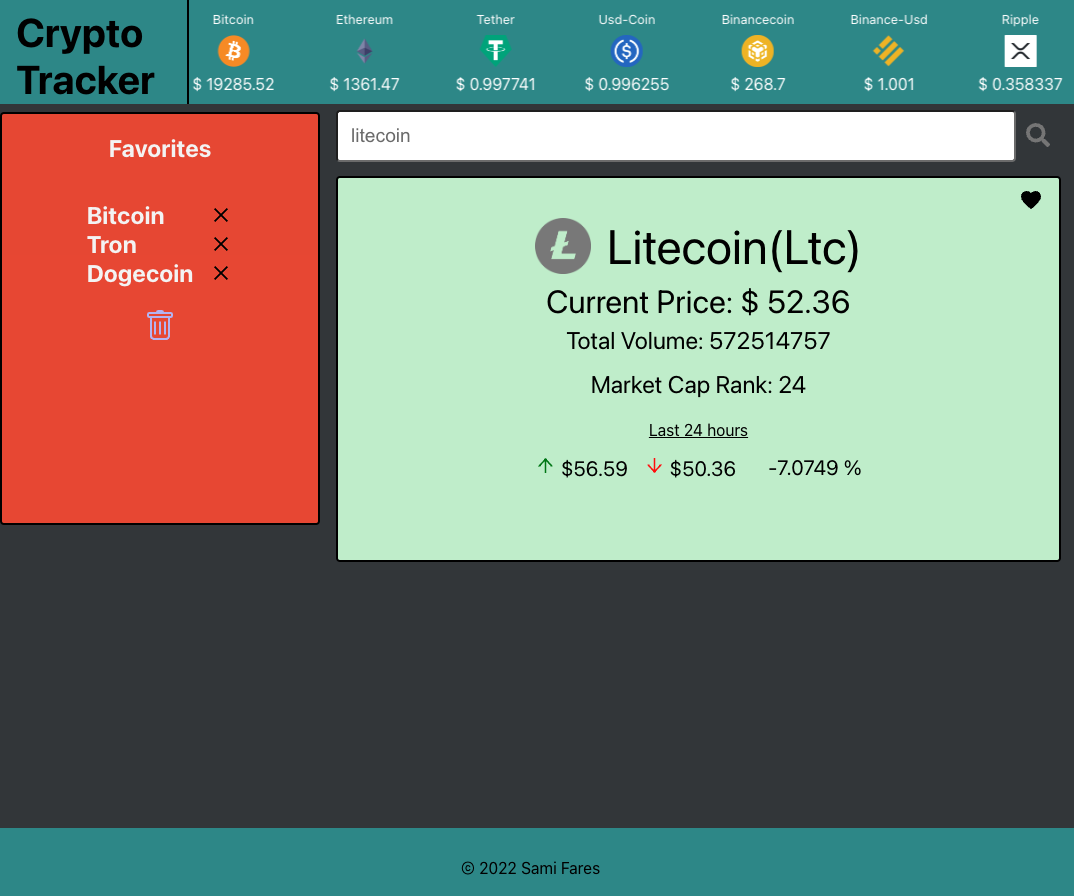 Crypto
Tracker
Bitcoin
$ 19285.52
Ethereum
$ 1361.47
Tether
$ 0.997741
Usd-Coin
$ 0.996255
Binancecoin
$ 268.7
Binance-Usd
$ 1.001
Ripple
$ 0.358337
Favorites
Bitcoin
Tron
Dogecoin
litecoin
Litecoin(Ltc)
Current Price: $ 52.36
Total Volume: 572514757
Market Cap Rank: 24
Last 24 hours
$56.59 $50.36 -7.0749 %
© 2022 Sami Fares